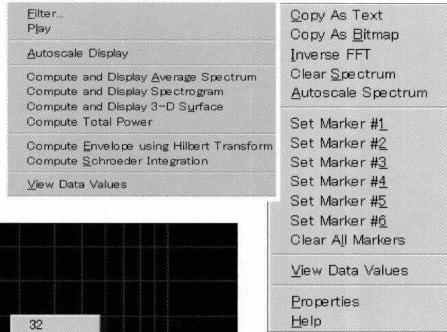 Filter...
Play
Autoscale Display
Compute and Display Average Spectrum
Compute and Display Spectrogram
Compute and Display 3-D Surface
Compute Total Power
Compute Envelope using Hilbert Transform
Compute Schroeder Integration
View Data Values
Copy As Text
Copy As Bitmap
Inverse FFT
Clear Spectrum
Autoscale Spectrum
Set Marker #1
Set Marker #2
Set Marker #3
Set Marker #4
Set Marker #5
Set Marker #6
Clear All Markers
View Data Values
Properties
Help
32